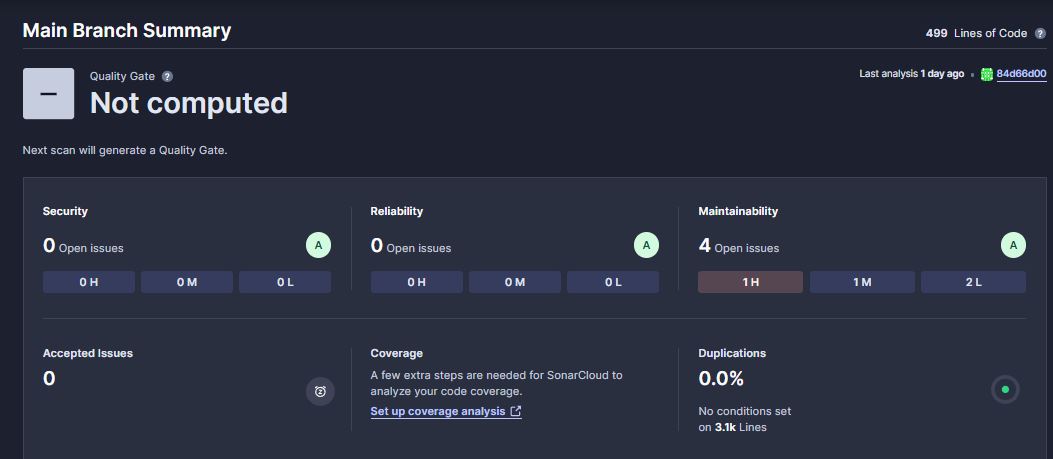 Main Branch Summary
499 Lines of Code ?
Quality Gate ?
Not computed
Last analysis 1 day ago 84d66d00
Next scan will generate a Quality Gate.
Security
0 Open issues
A
0 H
0 M
0 L
Reliability
0 Open issues
A
0 H
0 M
0 L
Maintainability
4 Open issues
A
1 H
1 M
2 L
Accepted Issues
0
Coverage
A few extra steps are needed for SonarCloud to
analyze your code coverage.
Set up coverage analysis
Duplications
0.0%
No conditions set
on 3.1k Lines